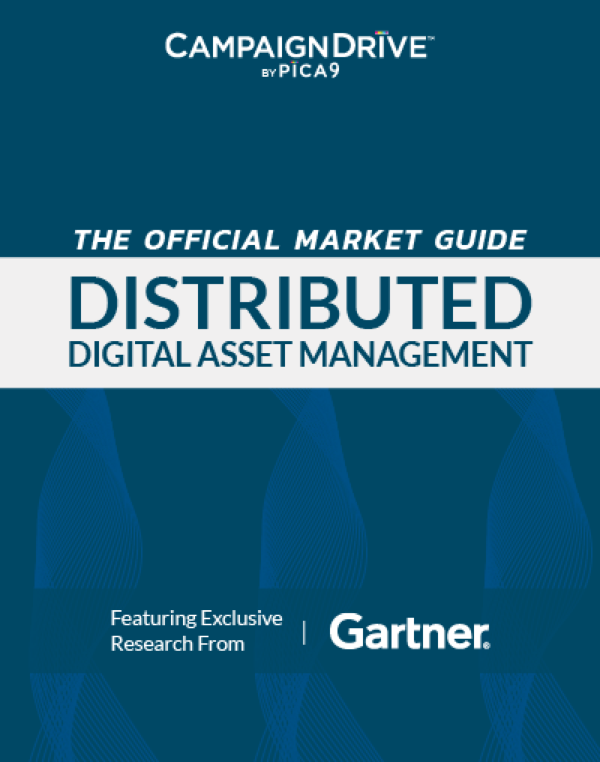 CAMPAIGNDRIVE™
BY PICA9
THE OFFICIAL MARKET GUIDE
DISTRIBUTED
DIGITAL ASSET MANAGEMENT
Featuring Exclusive
Research From
| Gartner®